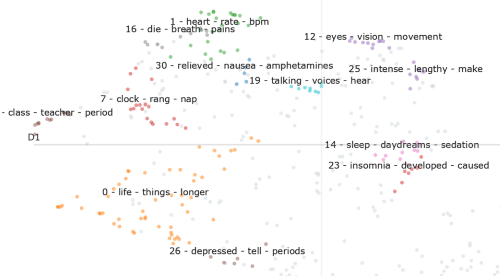 1 - heart - rate - bpm
16 - die - breath - pains
12 - eyes - vision - movement
30 - relieved - nausea - amphetamines
25 - intense - lengthy - make
19 - talking - voices - hear
7 - clock - rang - nap
- class - teacher - period
D1
14 - sleep - daydreams - sedation
23 - insomnia - developed - caused
0 - life - things - longer
26 - depressed - tell - periods